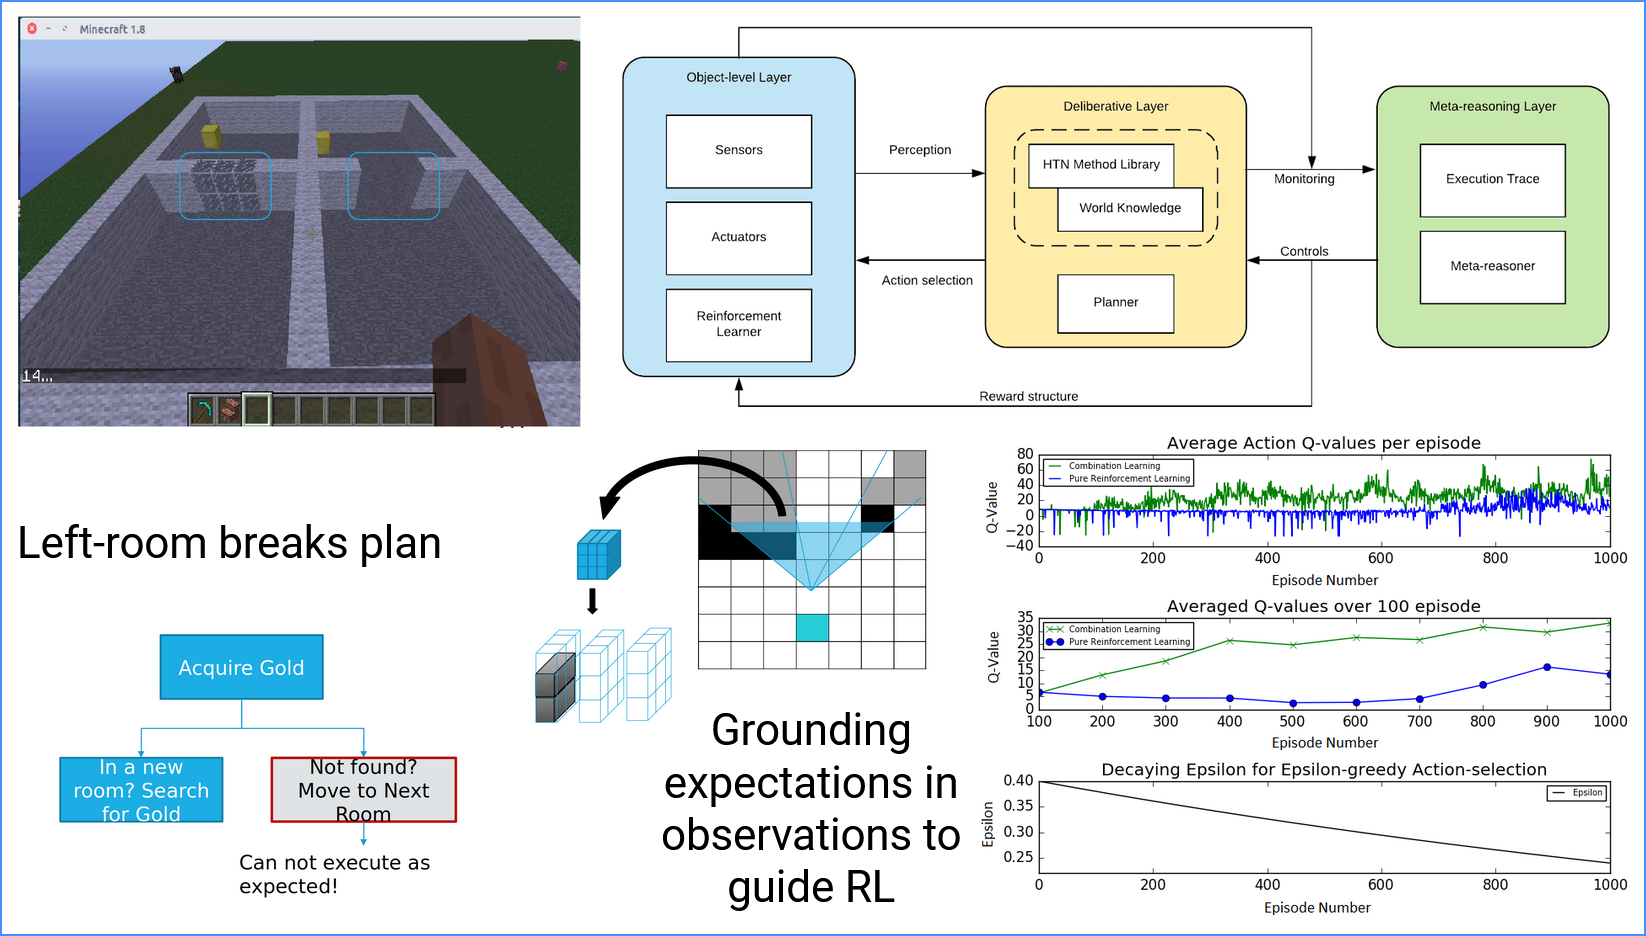 Minecraft 1.8
14...
Object-level Layer
Sensors
Actuators
Reinforcement
Learner
Perception
Action selection
Deliberative Layer
HTN Method Library
World Knowledge
Planner
Monitoring
Controls
Meta-reasoning Layer
Execution Trace
Meta-reasoner
Reward structure
Left-room breaks plan
Acquire Gold
In a new
room? Search
for Gold
Not found?
Move to Next
Room
Can not execute as
expected!
Grounding
expectations in
observations to
guide RL
Average Action Q-values per episode
Combination Learning
Pure Reinforcement Learning
Q-Value
80
60
40
20
0
−20
−40
0 200 400 600 800 1000
Episode Number
Averaged Q-values over 100 episode
Combination Learning
Pure Reinforcement Learning
Q-Value
35
30
25
20
15
10
5
0
100 200 300 400 500 600 700 800 900 1000
Episode Number
Decaying Epsilon for Epsilon-greedy Action-selection
Epsilon
Epsilon
0.40
0.35
0.30
0.25
0 200 400 600 800 1000
Episode Number